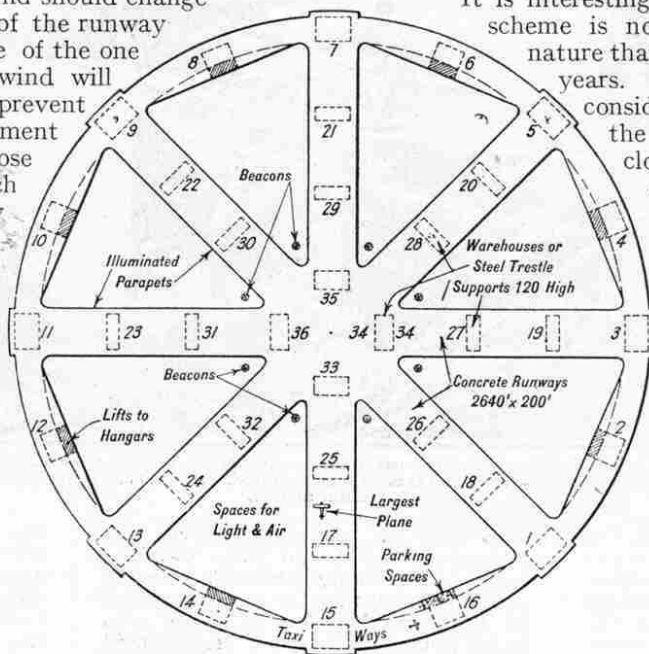 nd should change
of the runway
e of the one
wind will
prevent
ment
ose
ch
It is interesting
scheme is no
nature tha
years.
consid
the
clo
7
8
6
9
5
21
22
20
Beacons
29
10
30
28
4
Illuminated
Parapets
Warehouses or
Steel Trestle
Supports 120 High
35
11
23
31
36
34
34
27
19
3
33
Beacons
Concrete Runways
2640' x 200'
12
Lifts to
Hangars
32
26
2
25
24
18
Spaces for
Light & Air
Largest
Plane
17
13
1
Parking
Spaces
14
16
15
Taxi Ways